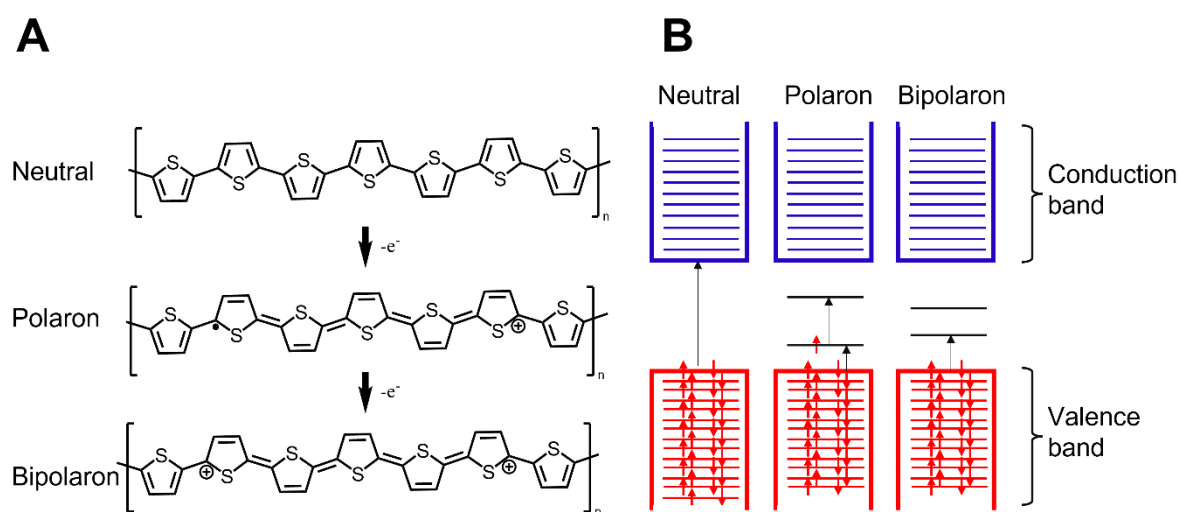 A
B
Neutral
Polaron
Bipolaron
Neutral
S
S
S
S
S
S
S
n
-e-
Conduction
band
Polaron
S
S
S
S
S
S
S
n
-e-
Valence
band
Bipolaron
S
S
S
S
S
S
S
n